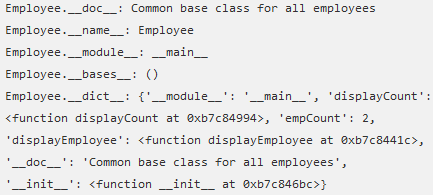 Employee.__doc__: Common base class for all employees
Employee.__name__: Employee
Employee.__module__: __main__
Employee.__bases__: ()
Employee.__dict__: {'__module__': '__main__', 'displayCount':
<function displayCount at 0xb7c84994>, 'empCount': 2,
'displayEmployee': <function displayEmployee at 0xb7c8441c>,
'__doc__': 'Common base class for all employees',
'__init__': <function __init__ at 0xb7c846bc>}